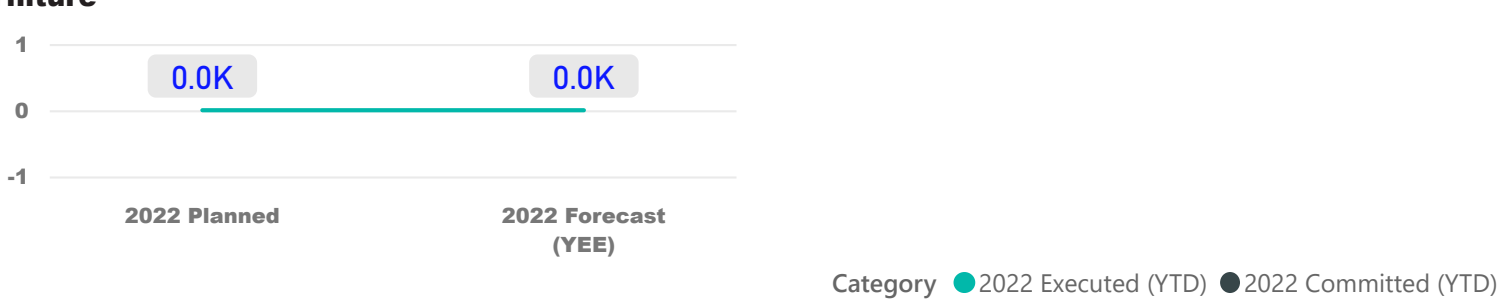 1
0.0K 0.0K
0
-1
2022 Planned 2022 Forecast
(YEE)
Category 2022 Executed (YTD) 2022 Committed (YTD)